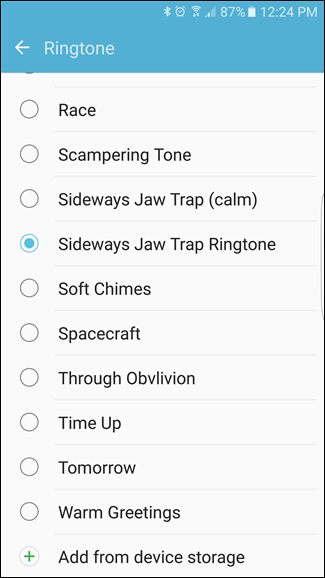 87% 12:24 PM
Ringtone
Race
Scampering Tone
Sideways Jaw Trap (calm)
Sideways Jaw Trap Ringtone
Soft Chimes
Spacecraft
Through Obvlivion
Time Up
Tomorrow
Warm Greetings
Add from device storage